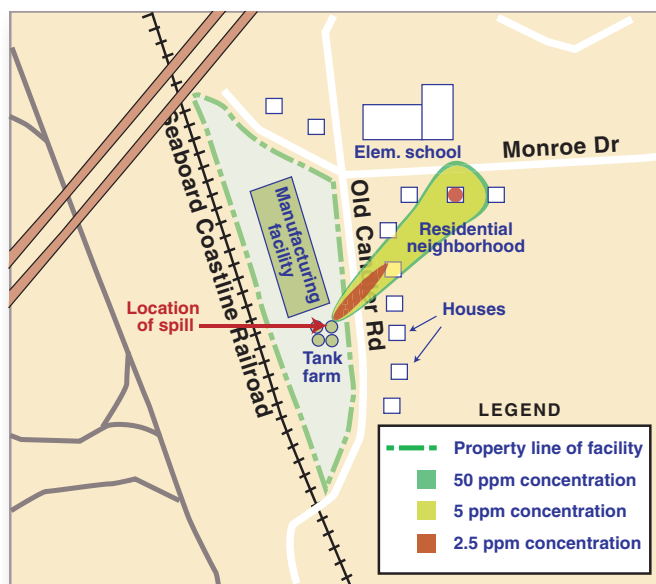 Seaboard Coastline Railroad
Elem. school
Monroe Dr
Manufacturing
facility
Old Rd
Residential
neighborhood
Location
of spill
Houses
Tank
farm
LEGEND
Property line of facility
50 ppm concentration
5 ppm concentration
2.5 ppm concentration